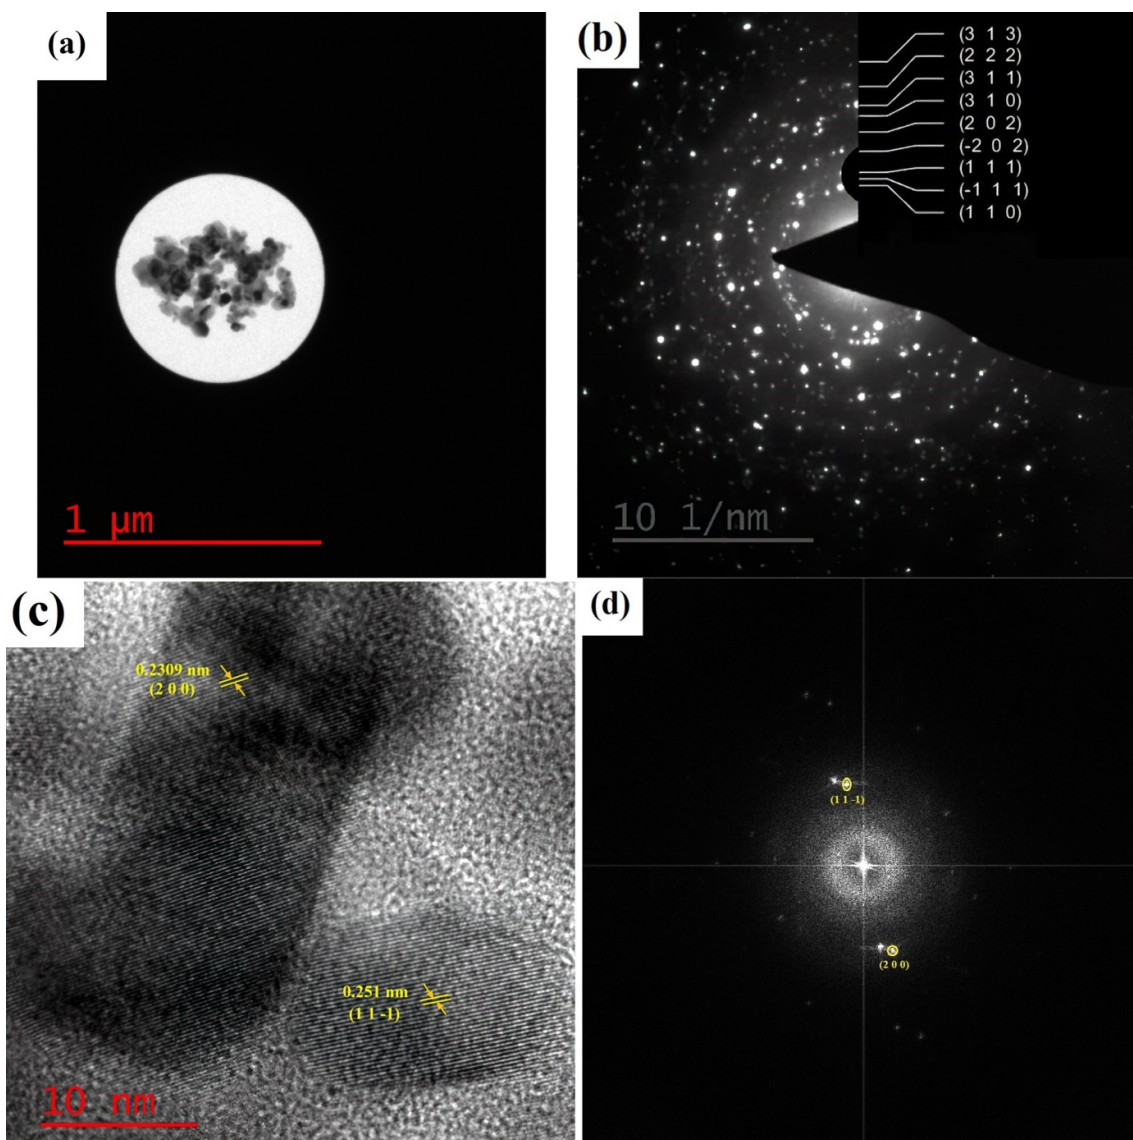 (a)
1 µm
(b)
(3 1 3)
(2 2 2)
(3 1 1)
(3 1 0)
(2 0 2)
(-2 0 2)
(1 1 1)
(-1 1 1)
(1 1 0)
10 1/nm
(c)
0.2309 nm
(2 0 0)
0.251 nm
(1 1 -1)
10 nm
(d)
(1 1 -1)
(2 0 0)